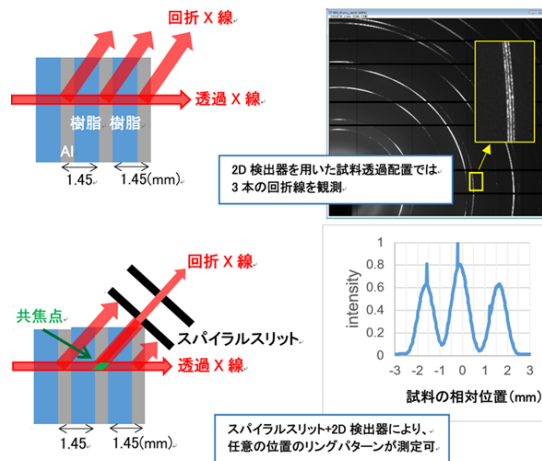 回折 X 線
透過 X 線
樹脂 樹脂
Al
1.45 1.45(mm)
2D 検出器を用いた試料透過配置では
3 本の回折線を観測
回折 X 線
共焦点
スパイラルスリット
透過 X 線
1.45 1.45(mm)
intensity
1
0.8
0.6
0.4
0.2
0
-3 -2 -1 0 1 2 3
試料の相対位置(mm)
スパイラルスリット+2D 検出器により、
任意の位置のリングパターンが測定可